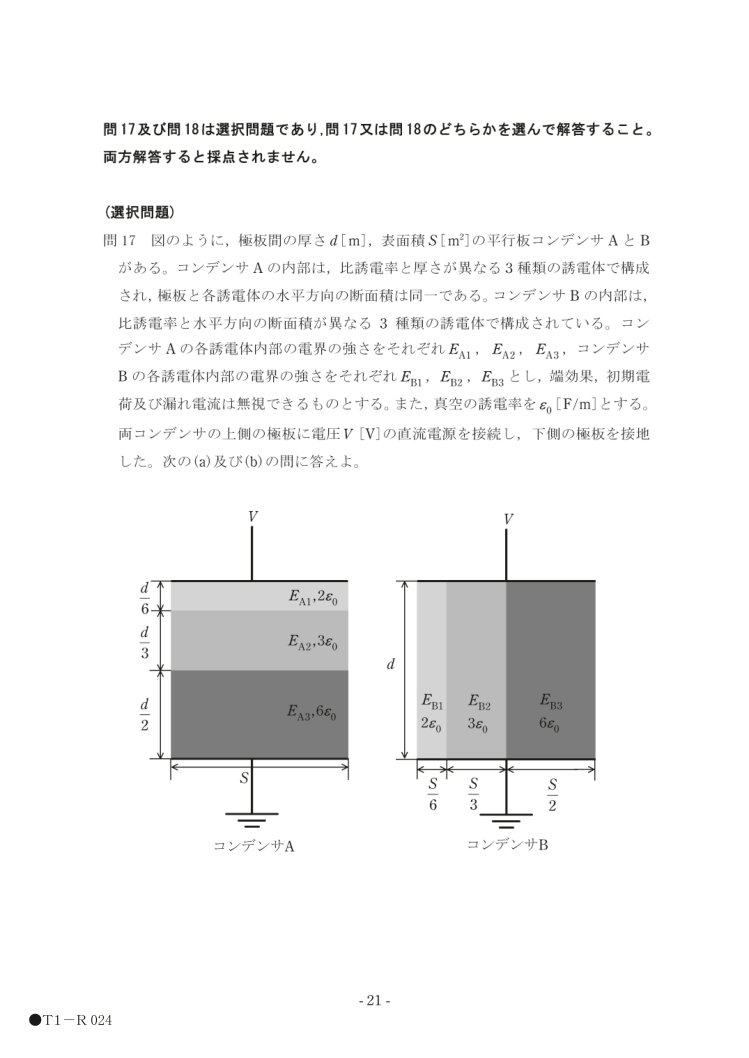 問17及び問18は選択問題であり,問17又は問18のどちらかを選んで解答すること。
両方解答すると採点されません。
(選択問題)
問 17　図のように，極板間の厚さ d [m]，表面積 S [m²]の平行板コンデンサ A と B
がある。コンデンサ A の内部は，比誘電率と厚さが異なる 3 種類の誘電体で構成
され，極板と各誘電体の水平方向の断面積は同一である。コンデンサ B の内部は，
比誘電率と水平方向の断面積が異なる 3 種類の誘電体で構成されている。コン
デンサ A の各誘電体内部の電界の強さをそれぞれ E_A1，E_A2，E_A3，コンデンサ
B の各誘電体内部の電界の強さをそれぞれ E_B1，E_B2，E_B3 とし，端効果，初期電
荷及び漏れ電流は無視できるものとする。また，真空の誘電率を ε₀ [F/m]とする。
両コンデンサの上側の極板に電圧 V [V]の直流電源を接続し，下側の極板を接地
した。次の(a)及び(b)の問に答えよ。
V
d/6
E_A1,2ε₀
d/3
E_A2,3ε₀
d/2
E_A3,6ε₀
S
コンデンサA
V
d
E_B1
2ε₀
E_B2
3ε₀
E_B3
6ε₀
S/6
S/3
S/2
コンデンサB
- 21 -
●T1－R 024